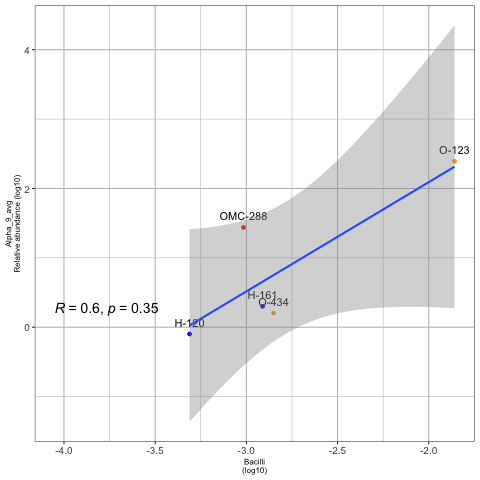 Alpha_9_avg
Relative abundance (log10)
4
2
0
O-123
OMC-288
H-161
O-434
R = 0.6, p = 0.35
H-120
-4.0
-3.5
-3.0
-2.5
-2.0
Bacilli
(log10)